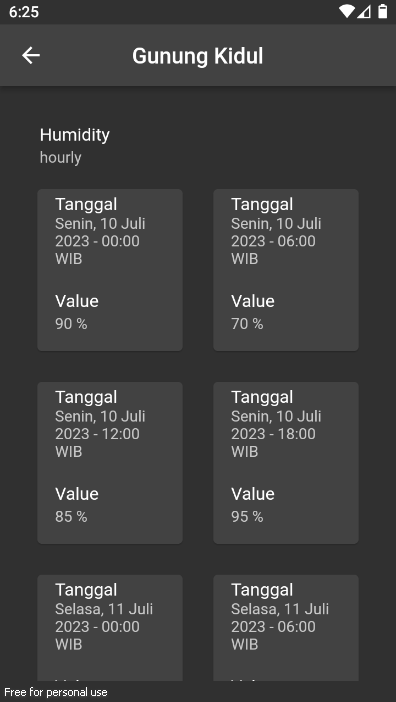 6:25
Gunung Kidul
Humidity
hourly
Tanggal
Senin, 10 Juli
2023 - 00:00
WIB
Value
90 %
Tanggal
Senin, 10 Juli
2023 - 06:00
WIB
Value
70 %
Tanggal
Senin, 10 Juli
2023 - 12:00
WIB
Value
85 %
Tanggal
Senin, 10 Juli
2023 - 18:00
WIB
Value
95 %
Tanggal
Selasa, 11 Juli
2023 - 00:00
WIB
Tanggal
Selasa, 11 Juli
2023 - 06:00
WIB
Free for personal use